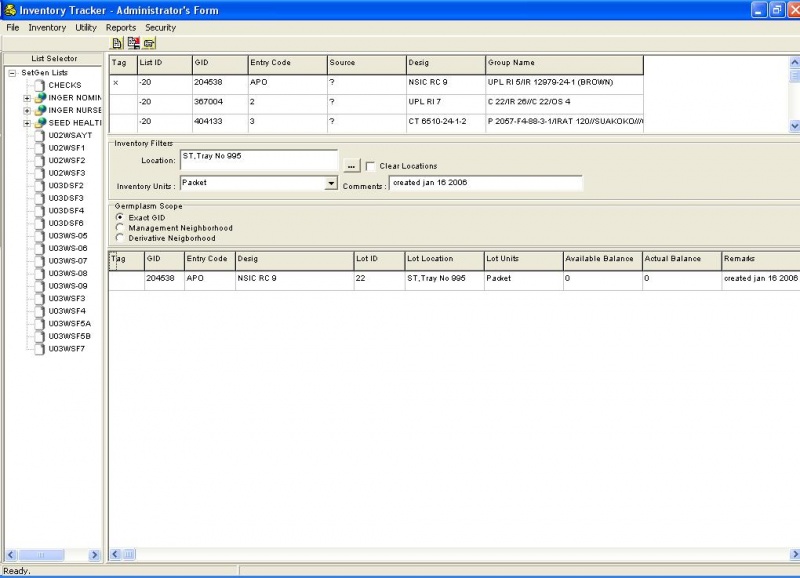 Inventory Tracker - Administrator's Form
File Inventory Utility Reports Security
List Selector
SetGen Lists
CHECKS
INGER NOMIN
INGER NURSE
SEED HEALTI
U02WSAYT
U02WSF1
U02WSF2
U02WSF3
U03DSF2
U03DSF3
U03DSF4
U03DSF6
U03WS-05
U03WS-06
U03WS-07
U03WS-08
U03WS-09
U03WSF3
U03WSF4
U03WSF5A
U03WSF5B
U03WSF7
Tag List ID GID Entry Code Source Desig Group Name
x -20 204538 APO ? NSIC RC 9 UPL RI 5/IR 12979-24-1 (BROWN)
-20 367004 2 ? UPL RI 7 C 22/IR 26//C 22/OS 4
-20 404133 3 ? CT 6510-24-1-2 P 2057-F4-88-3-1/IRAT 120//SUAKOKO///
Inventory Filters
Location: ST,Tray No 995 ... Clear Locations
Inventory Units : Packet Comments : created jan 16 2006
Germplasm Scope
Exact GID
Management Neighborhood
Derivative Neigborhood
Tag GID Entry Code Desig Lot ID Lot Location Lot Units Available Balance Actual Balance Remarks
204538 APO NSIC RC 9 22 ST,Tray No 995 Packet 0 0 created jan 16 2006
Ready.